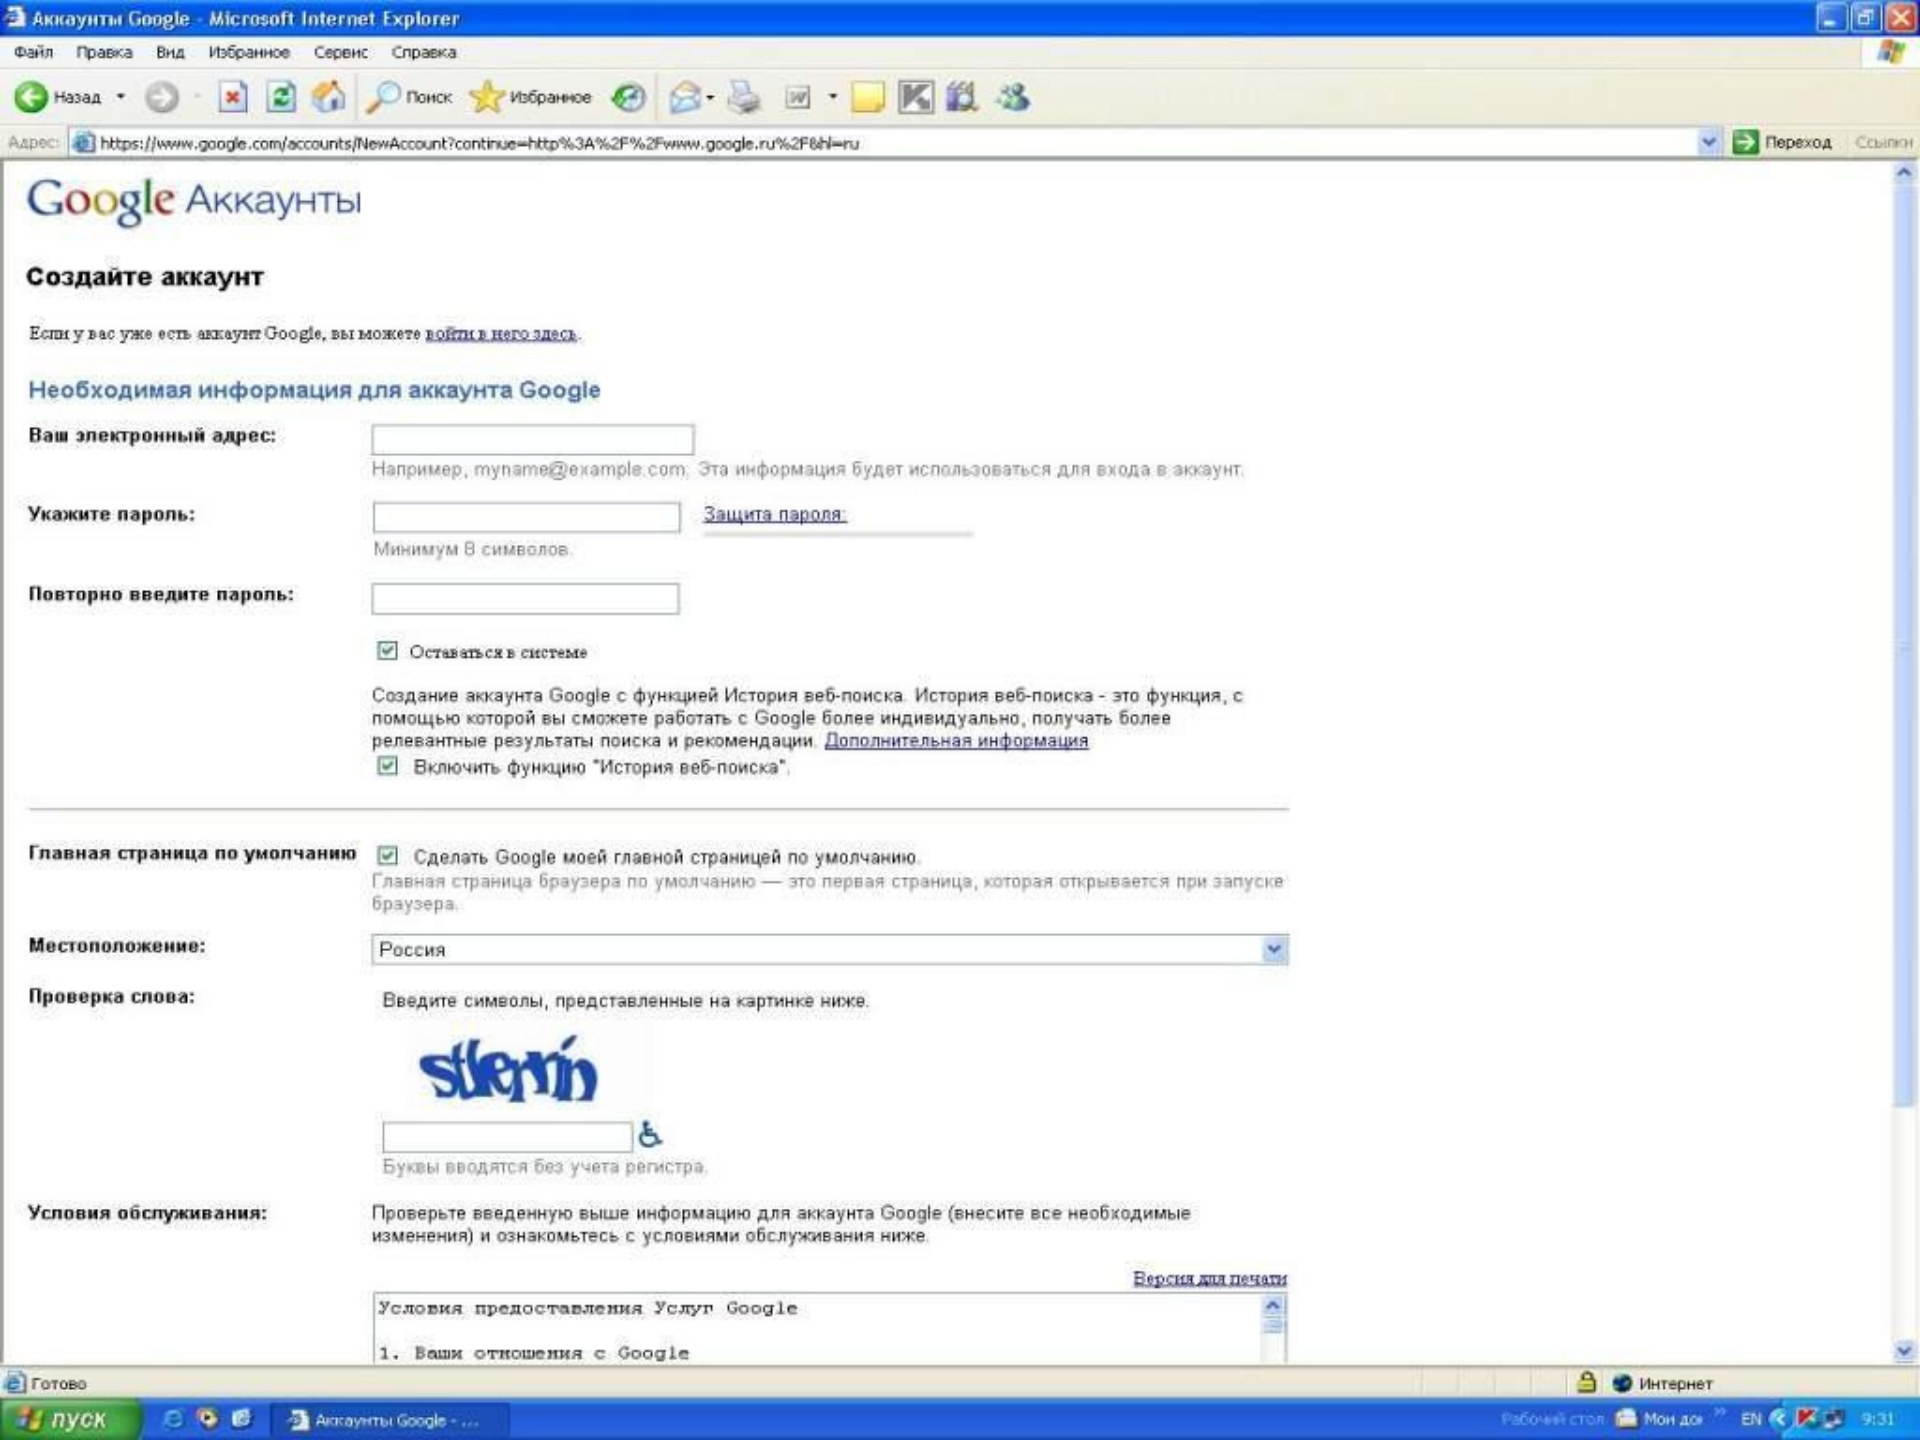 Аккаунты Google - Microsoft Internet Explorer
Файл Правка Вид Избранное Сервис Справка
Назад Поиск Избранное
Адрес: https://www.google.com/accounts/NewAccount?continue=http%3A%2F%2Fwww.google.ru%2F&hl=ru Переход Ссылки
Google Аккаунты
Создайте аккаунт
Если у вас уже есть аккаунт Google, вы можете войти в него здесь.
Необходимая информация для аккаунта Google
Ваш электронный адрес:
Например, myname@example.com. Эта информация будет использоваться для входа в аккаунт.
Укажите пароль: Защита пароля:
Минимум 8 символов.
Повторно введите пароль:
Оставаться в системе
Создание аккаунта Google с функцией История веб-поиска. История веб-поиска - это функция, с
помощью которой вы сможете работать с Google более индивидуально, получать более
релевантные результаты поиска и рекомендации. Дополнительная информация
Включить функцию "История веб-поиска".
Главная страница по умолчанию Сделать Google моей главной страницей по умолчанию.
Главная страница браузера по умолчанию — это первая страница, которая открывается при запуске
браузера.
Местоположение: Россия
Проверка слова: Введите символы, представленные на картинке ниже.
Буквы вводятся без учета регистра.
Условия обслуживания: Проверьте введенную выше информацию для аккаунта Google (внесите все необходимые
изменения) и ознакомьтесь с условиями обслуживания ниже.
Версия для печати
Условия предоставления Услуг Google
1. Ваши отношения с Google
Готово Интернет
пуск Аккаунты Google - ... Рабочий стол Мои док » EN 9:31